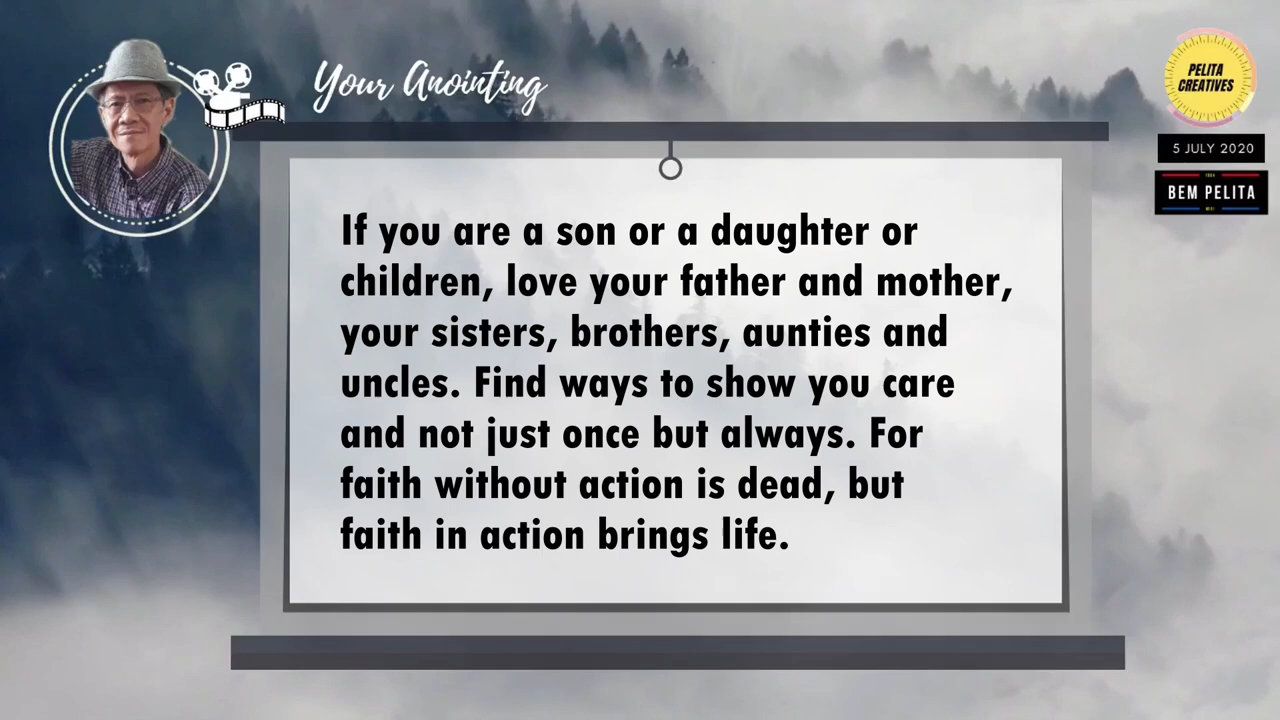 Your Anointing
PELITA
CREATIVES
5 JULY 2020
BEM PELITA
If you are a son or a daughter or
children, love your father and mother,
your sisters, brothers, aunties and
uncles. Find ways to show you care
and not just once but always. For
faith without action is dead, but
faith in action brings life.